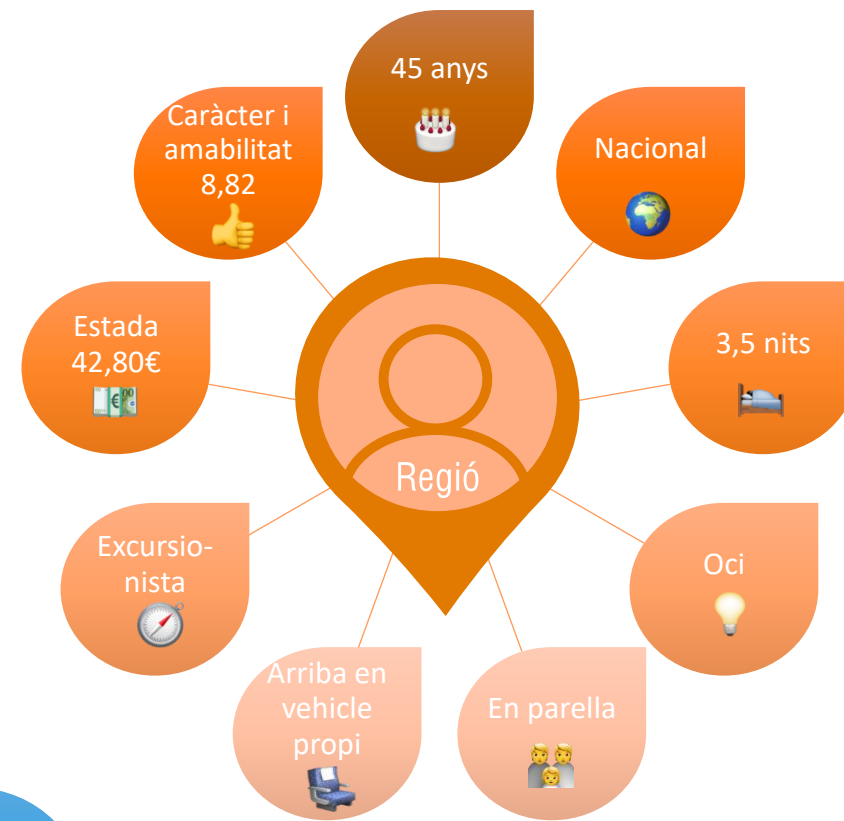 45 anys
Nacional
3,5 nits
Oci
En parella
Arriba en
vehicle
propi
Excursio-
nista
Estada
42,80€
Caràcter i
amabilitat
8,82
Regió